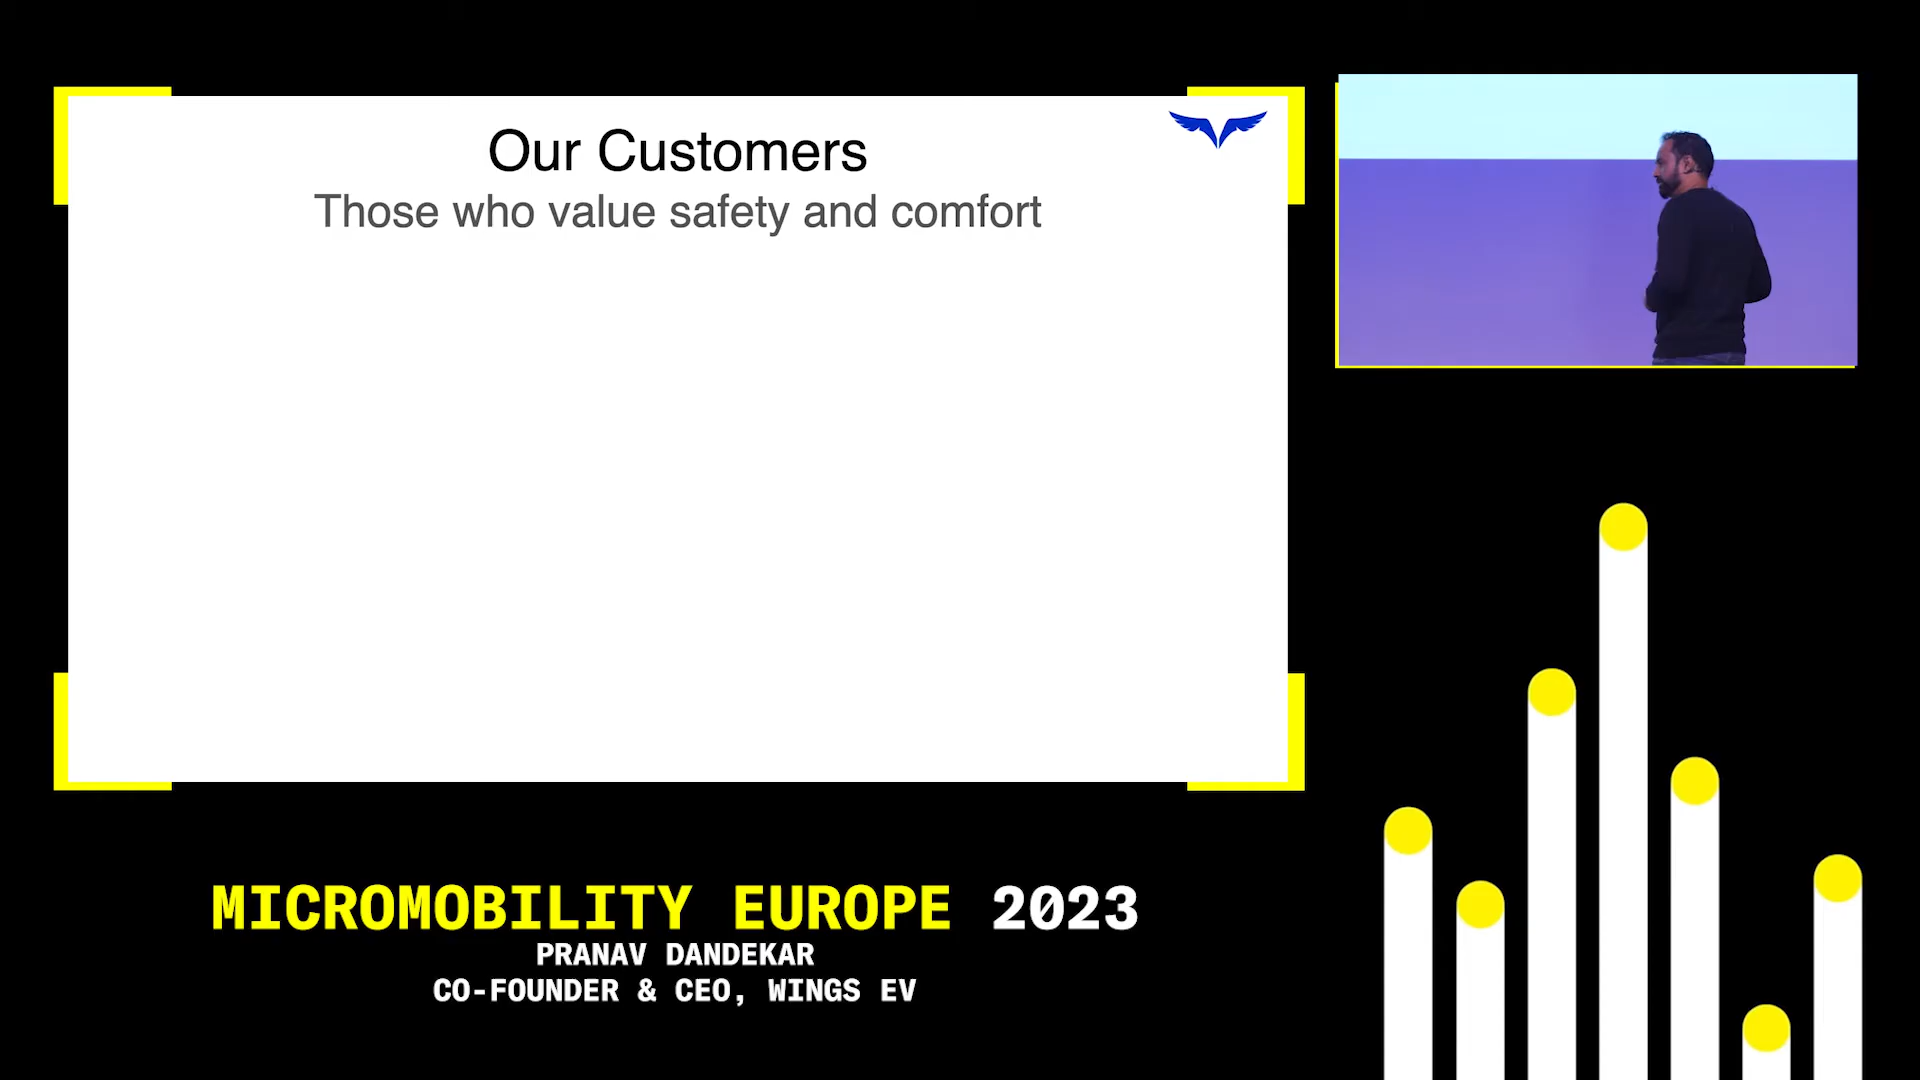 Our Customers
Those who value safety and comfort
MICROMOBILITY EUROPE 2023
PRANAV DANDEKAR
CO-FOUNDER & CEO, WINGS EV